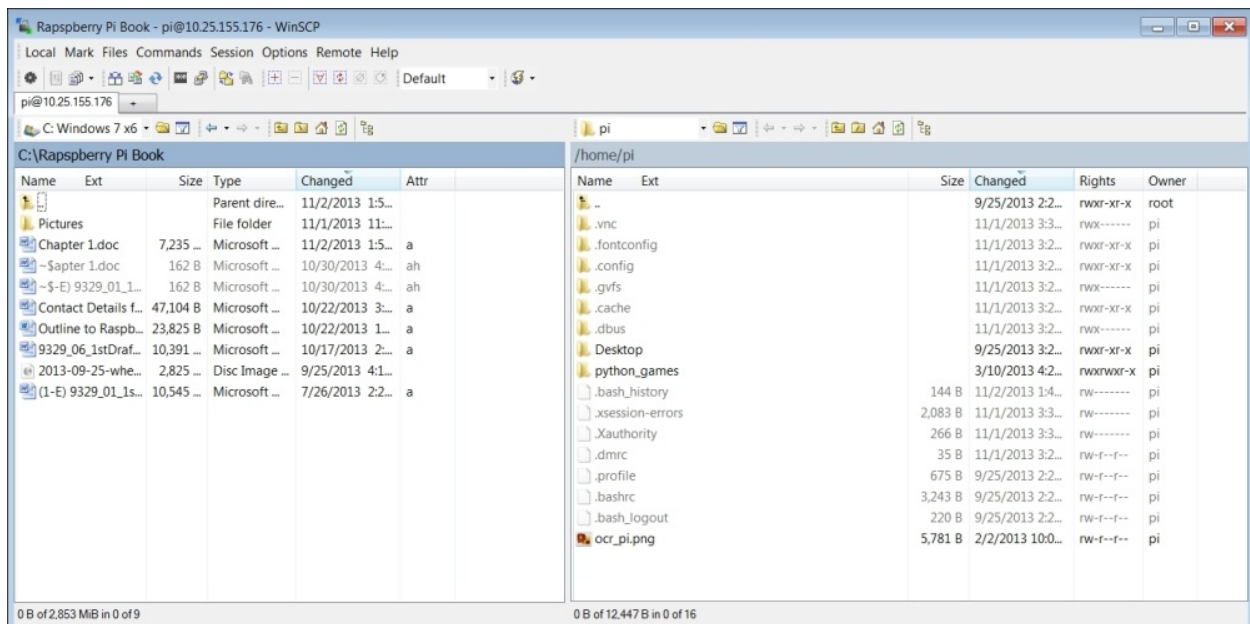 Rapspberry Pi Book - pi@10.25.155.176 - WinSCP
Local Mark Files Commands Session Options Remote Help
Default
pi@10.25.155.176 +
C: Windows 7 x6
C:\Rapspberry Pi Book
Name Ext Size Type Changed Attr
.. Parent dire... 11/2/2013 1:5...
Pictures File folder 11/1/2013 11:...
Chapter 1.doc 7,235 ... Microsoft ... 11/2/2013 1:5... a
~$apter 1.doc 162 B Microsoft ... 10/30/2013 4:... ah
~$-E) 9329_01_1... 162 B Microsoft ... 10/30/2013 4:... ah
Contact Details f... 47,104 B Microsoft ... 10/22/2013 3:... a
Outline to Raspb... 23,825 B Microsoft ... 10/22/2013 1... a
9329_06_1stDraf... 10,391 ... Microsoft ... 10/17/2013 2:... a
2013-09-25-whe... 2,825 ... Disc Image ... 9/25/2013 4:1...
(1-E) 9329_01_1s... 10,545 ... Microsoft ... 7/26/2013 2:2... a
0 B of 2,853 MiB in 0 of 9
pi
/home/pi
Name Ext Size Changed Rights Owner
.. 9/25/2013 2:2... rwxr-xr-x root
.vnc 11/1/2013 3:3... rwx------ pi
.fontconfig 11/1/2013 3:2... rwxr-xr-x pi
.config 11/1/2013 3:2... rwxr-xr-x pi
.gvfs 11/1/2013 3:2... rwx------ pi
.cache 11/1/2013 3:2... rwxr-xr-x pi
.dbus 11/1/2013 3:2... rwx------ pi
Desktop 9/25/2013 3:2... rwxr-xr-x pi
python_games 3/10/2013 4:2... rwxrwxr-x pi
.bash_history 144 B 11/2/2013 1:4... rw------- pi
.xsession-errors 2,083 B 11/1/2013 3:3... rw------- pi
.Xauthority 266 B 11/1/2013 3:3... rw------- pi
.dmrc 35 B 11/1/2013 3:2... rw-r--r-- pi
.profile 675 B 9/25/2013 2:2... rw-r--r-- pi
.bashrc 3,243 B 9/25/2013 2:2... rw-r--r-- pi
.bash_logout 220 B 9/25/2013 2:2... rw-r--r-- pi
ocr_pi.png 5,781 B 2/2/2013 10:0... rw-r--r-- pi
0 B of 12,447 B in 0 of 16